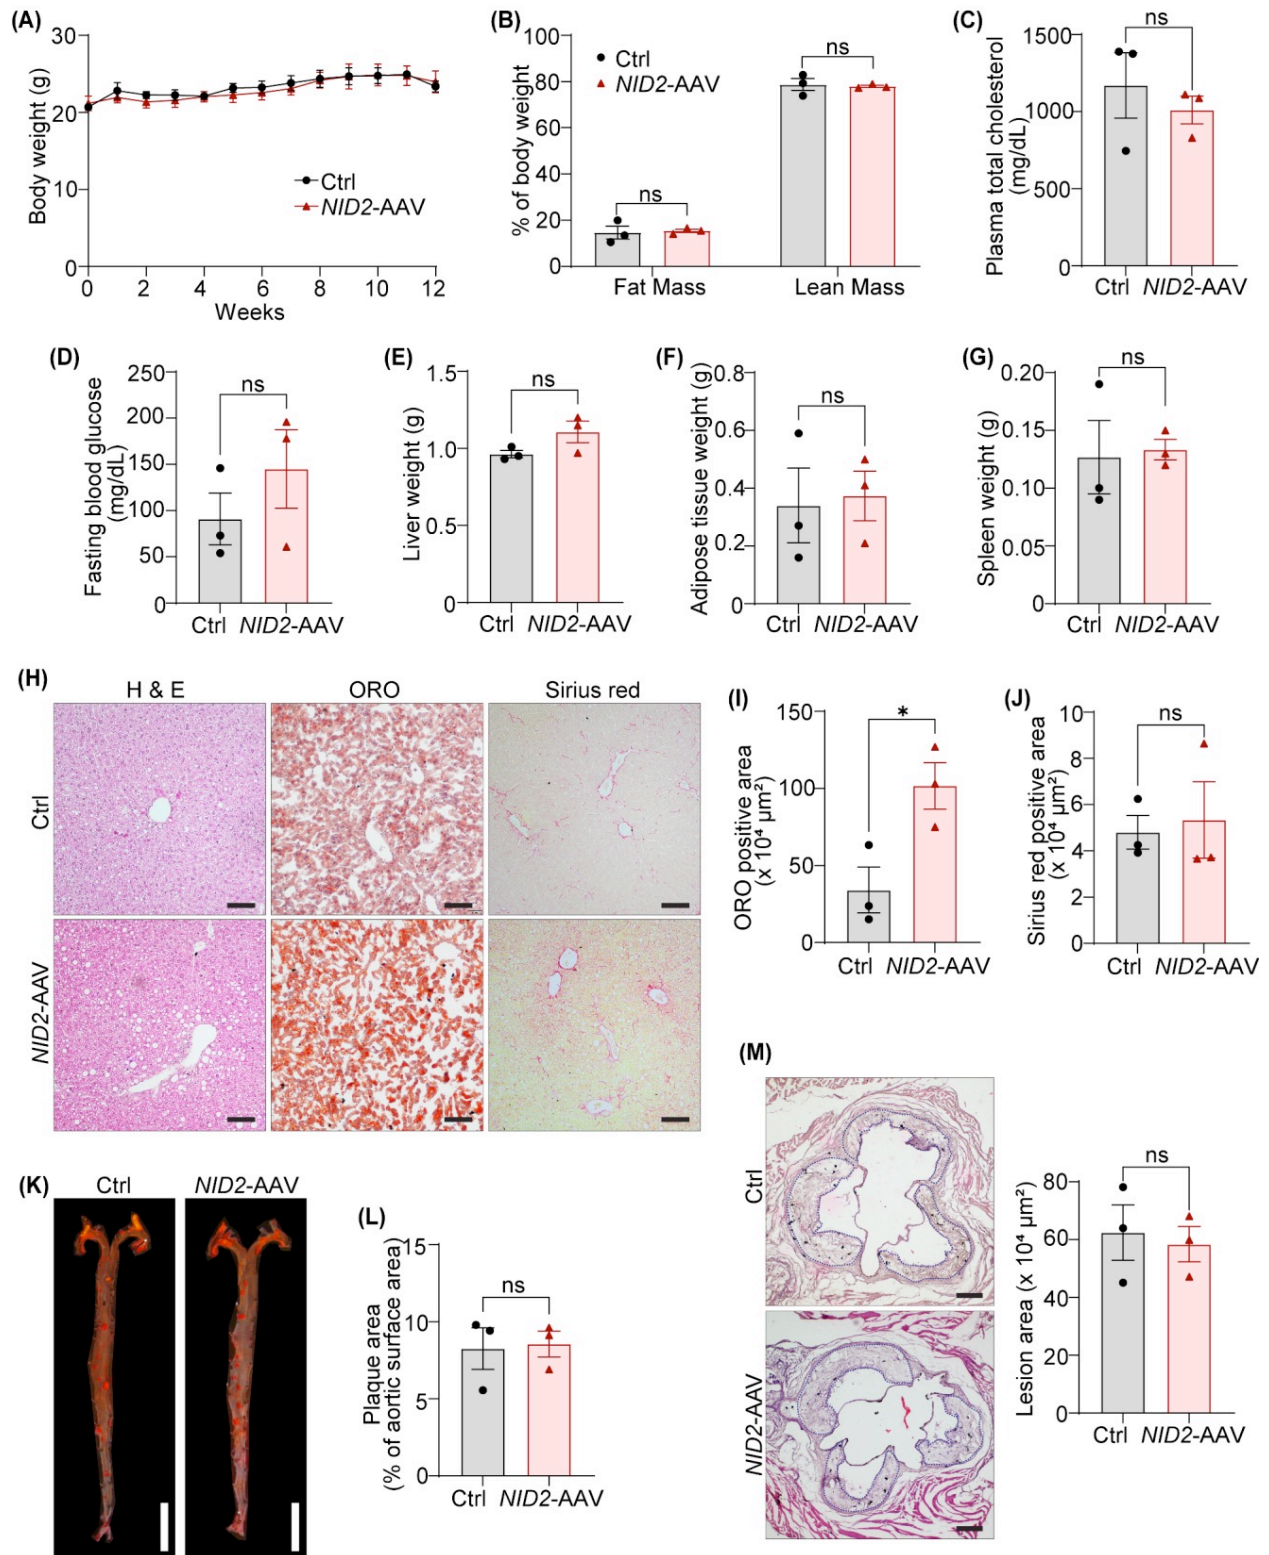 (A)
Body weight (g)
30
20
10
0
0 2 4 6 8 10 12
Weeks
Ctrl
NID2-AAV
(B)
% of body weight
100
80
60
40
20
0
Ctrl
NID2-AAV
ns
ns
Fat Mass Lean Mass
(C)
Plasma total cholesterol
(mg/dL)
1500
1000
500
0
ns
Ctrl NID2-AAV
(D)
Fasting blood glucose
(mg/dL)
250
200
150
100
50
0
ns
Ctrl NID2-AAV
(E)
Liver weight (g)
1.5
1.0
0.5
0
ns
Ctrl NID2-AAV
(F)
Adipose tissue weight (g)
0.8
0.6
0.4
0.2
0
ns
Ctrl NID2-AAV
(G)
Spleen weight (g)
0.20
0.15
0.10
0.05
0
ns
Ctrl NID2-AAV
(H)
H & E ORO Sirius red
Ctrl
NID2-AAV
(I)
ORO positive area
(x 10⁴ µm²)
150
100
50
0
*
Ctrl NID2-AAV
(J)
Sirius red positive area
(x 10⁴ µm²)
10
8
6
4
2
0
ns
Ctrl NID2-AAV
(K)
Ctrl NID2-AAV
(L)
Plaque area
(% of aortic surface area)
15
10
5
0
ns
Ctrl NID2-AAV
(M)
Ctrl
NID2-AAV
Lesion area (x 10⁴ µm²)
80
60
40
20
0
ns
Ctrl NID2-AAV